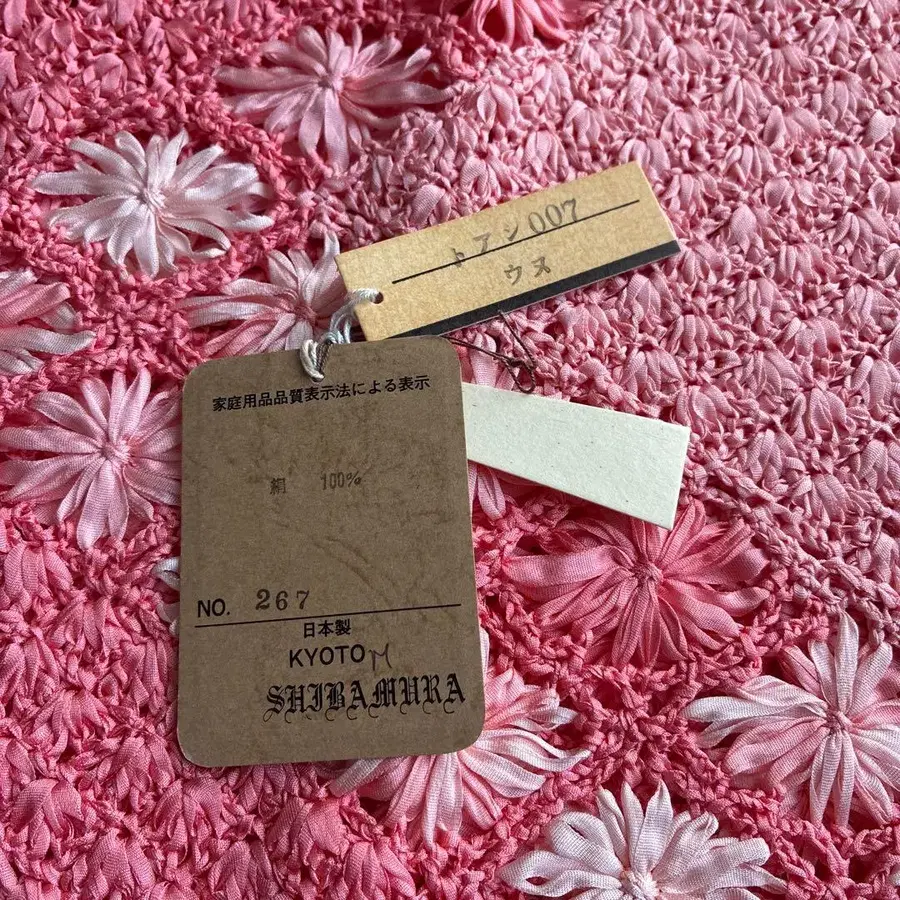 トアン007
ウヌ
家庭用品品質表示法による表示
絹 100%
NO. 267
日本製
KYOTO M
SHIBAMURA